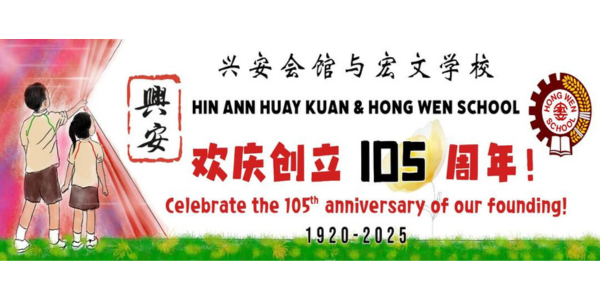 兴安会馆与宏文学校
興安
HIN ANN HUAY KUAN & HONG WEN SCHOOL
HONG WEN
SCHOOL
欢庆创立 105 周年！
Celebrate the 105th anniversary of our founding!
1920-2025